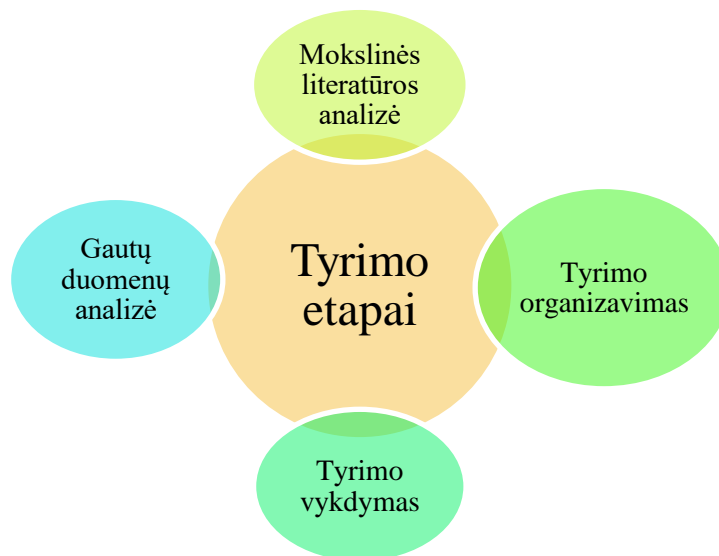 Mokslinės
literatūros
analizė
Gautų
duomenų
analizė
Tyrimo
etapai
Tyrimo
organizavimas
Tyrimo
vykdymas